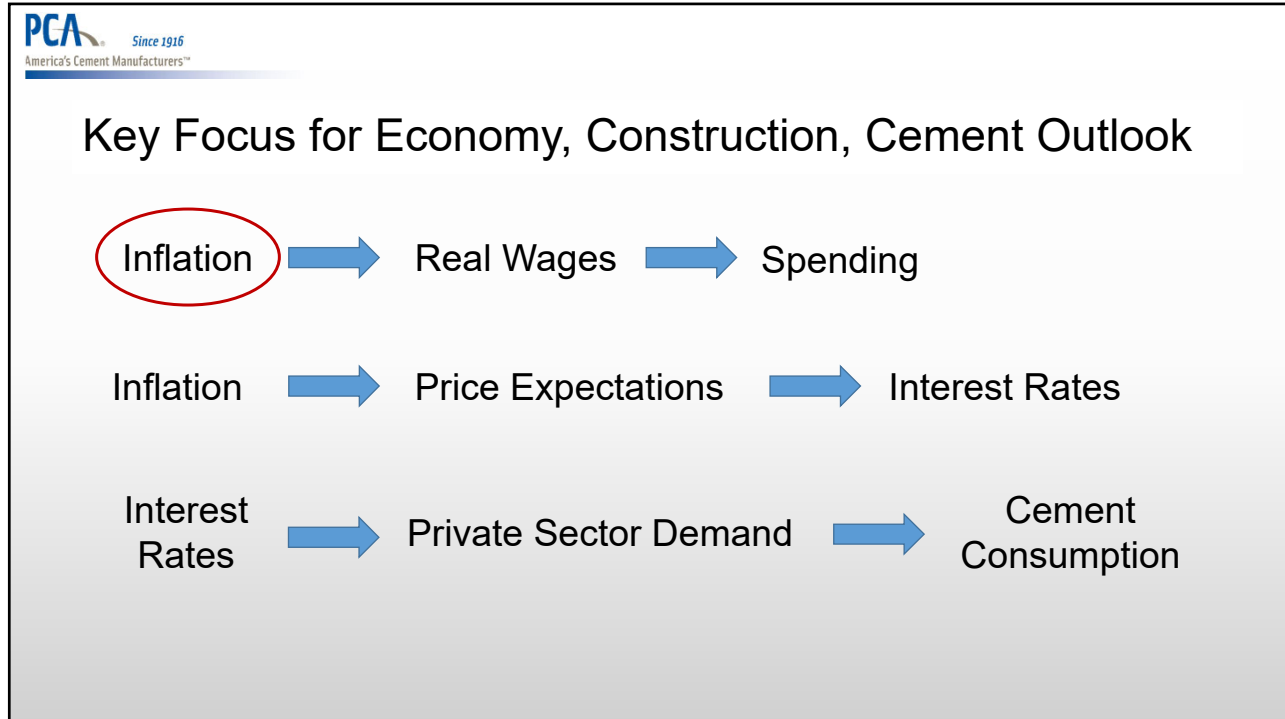 PCA® Since 1916
America's Cement Manufacturers™
Key Focus for Economy, Construction, Cement Outlook
Inflation Real Wages Spending
Inflation Price Expectations Interest Rates
Interest
Rates
Private Sector Demand
Cement
Consumption